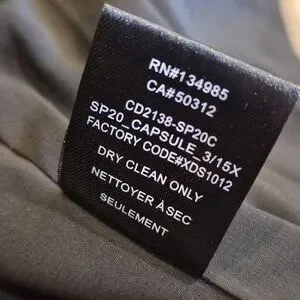 RN#134985
CA#50312
CD2138-SP20C
SP20_CAPSULE_3/15X
FACTORY CODE#XDS1012
DRY CLEAN ONLY
NETTOYER À SEC
SEULEMENT